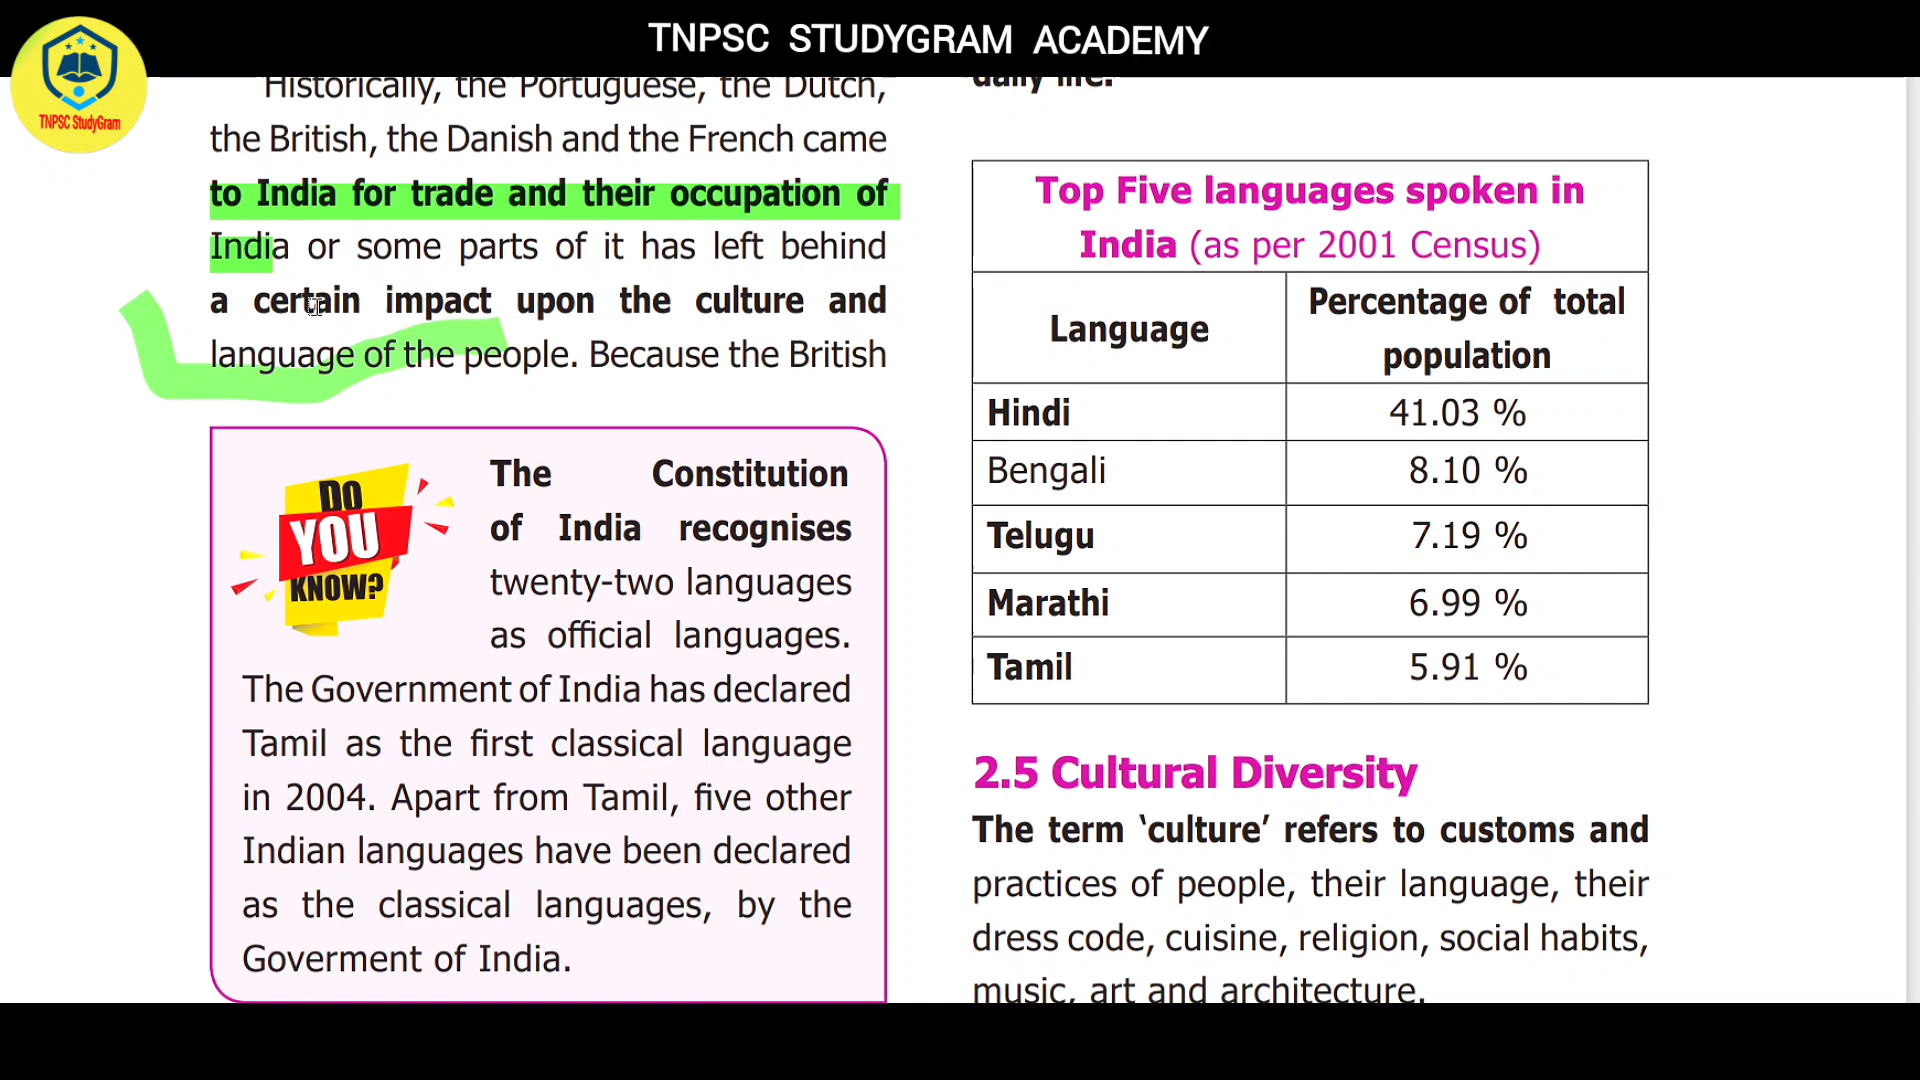 TNPSC STUDYGRAM ACADEMY
TNPSC StudyGram
Historically, the Portuguese, the Dutch,
the British, the Danish and the French came
to India for trade and their occupation of
India or some parts of it has left behind
a certain impact upon the culture and
language of the people. Because the British
DO
YOU
KNOW?
The Constitution
of India recognises
twenty-two languages
as official languages.
The Government of India has declared
Tamil as the first classical language
in 2004. Apart from Tamil, five other
Indian languages have been declared
as the classical languages, by the
Goverment of India.
daily life.
Top Five languages spoken in
India (as per 2001 Census)
Language
Percentage of total
population
Hindi 41.03 %
Bengali 8.10 %
Telugu 7.19 %
Marathi 6.99 %
Tamil 5.91 %
2.5 Cultural Diversity
The term ‘culture’ refers to customs and
practices of people, their language, their
dress code, cuisine, religion, social habits,
music, art and architecture.